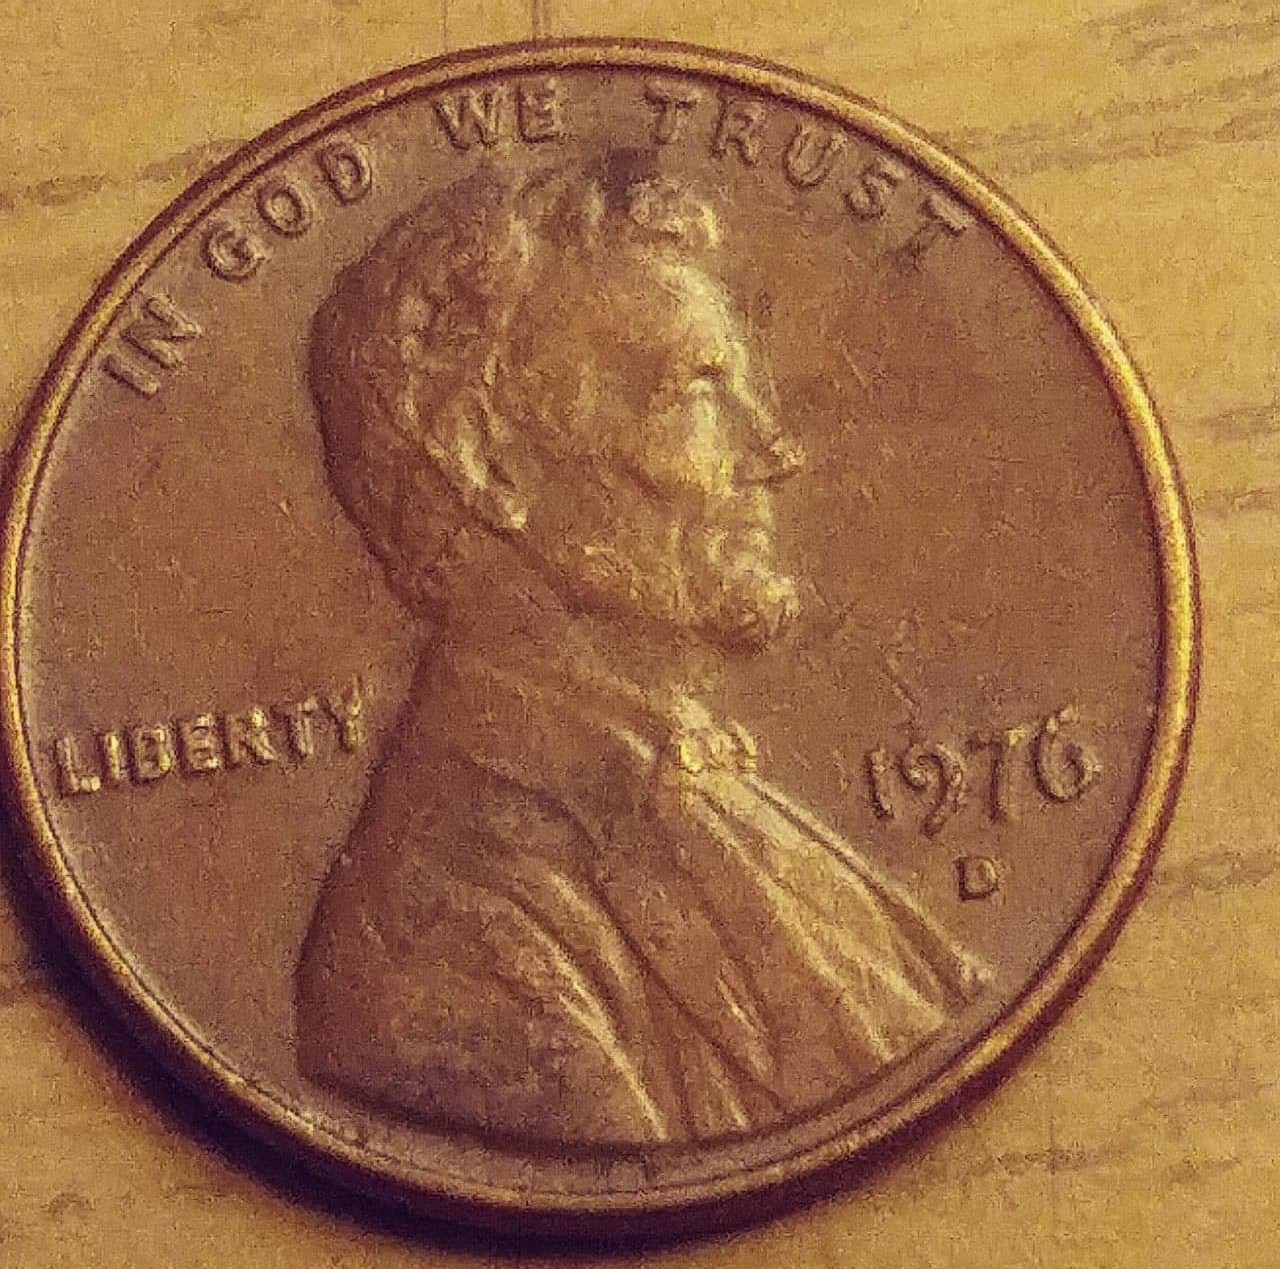 IN GOD WE TRUST
LIBERTY
1976
D